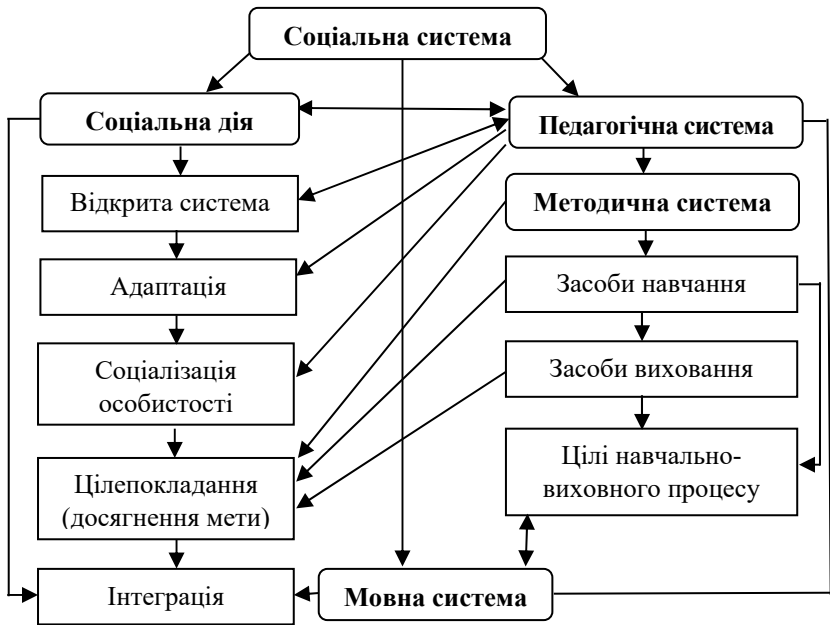 Соціальна система
Соціальна дія
Педагогічна система
Відкрита система
Методична система
Адаптація
Засоби навчання
Соціалізація
особистості
Засоби виховання
Цілепокладання
(досягнення мети)
Цілі навчально-
виховного процесу
Інтеграція
Мовна система